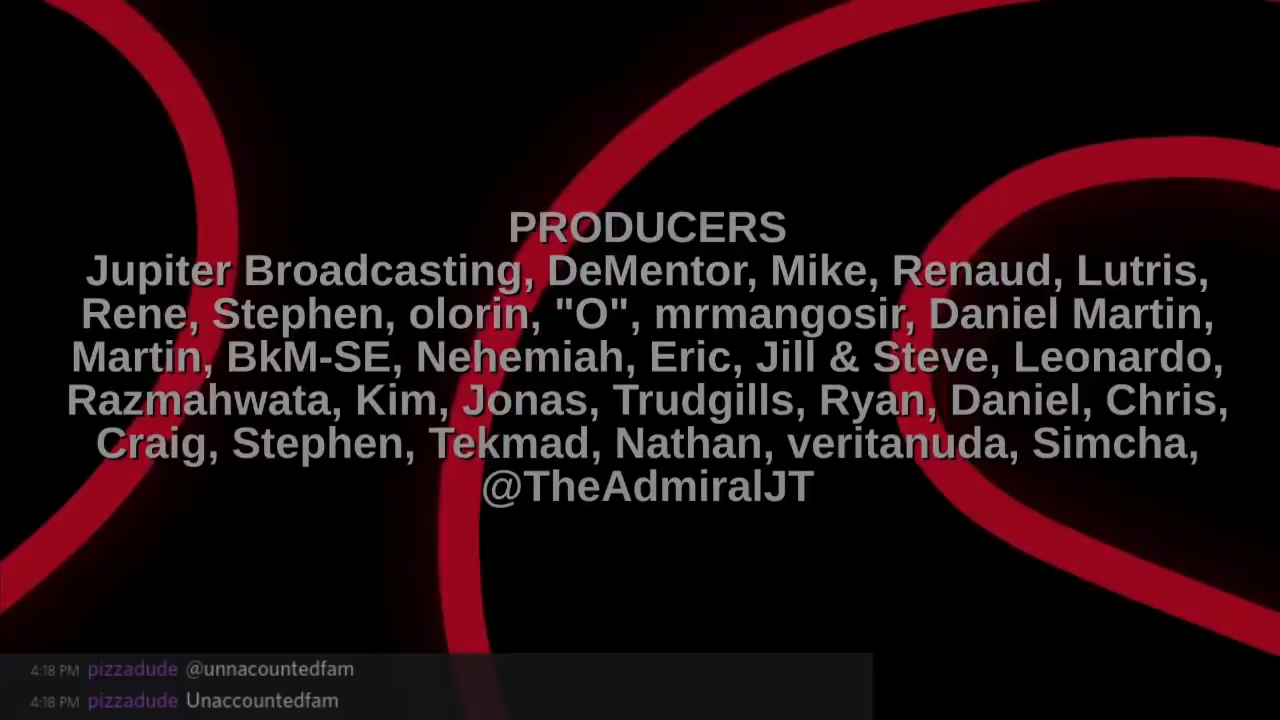 PRODUCERS
Jupiter Broadcasting, DeMentor, Mike, Renaud, Lutris,
Rene, Stephen, olorin, "O", mrmangosir, Daniel Martin,
Martin, BkM-SE, Nehemiah, Eric, Jill & Steve, Leonardo,
Razmahwata, Kim, Jonas, Trudgills, Ryan, Daniel, Chris,
Craig, Stephen, Tekmad, Nathan, veritanuda, Simcha,
@TheAdmiralJT
4:18 PM pizzadude @unnacountedfam
4:18 PM pizzadude Unaccountedfam